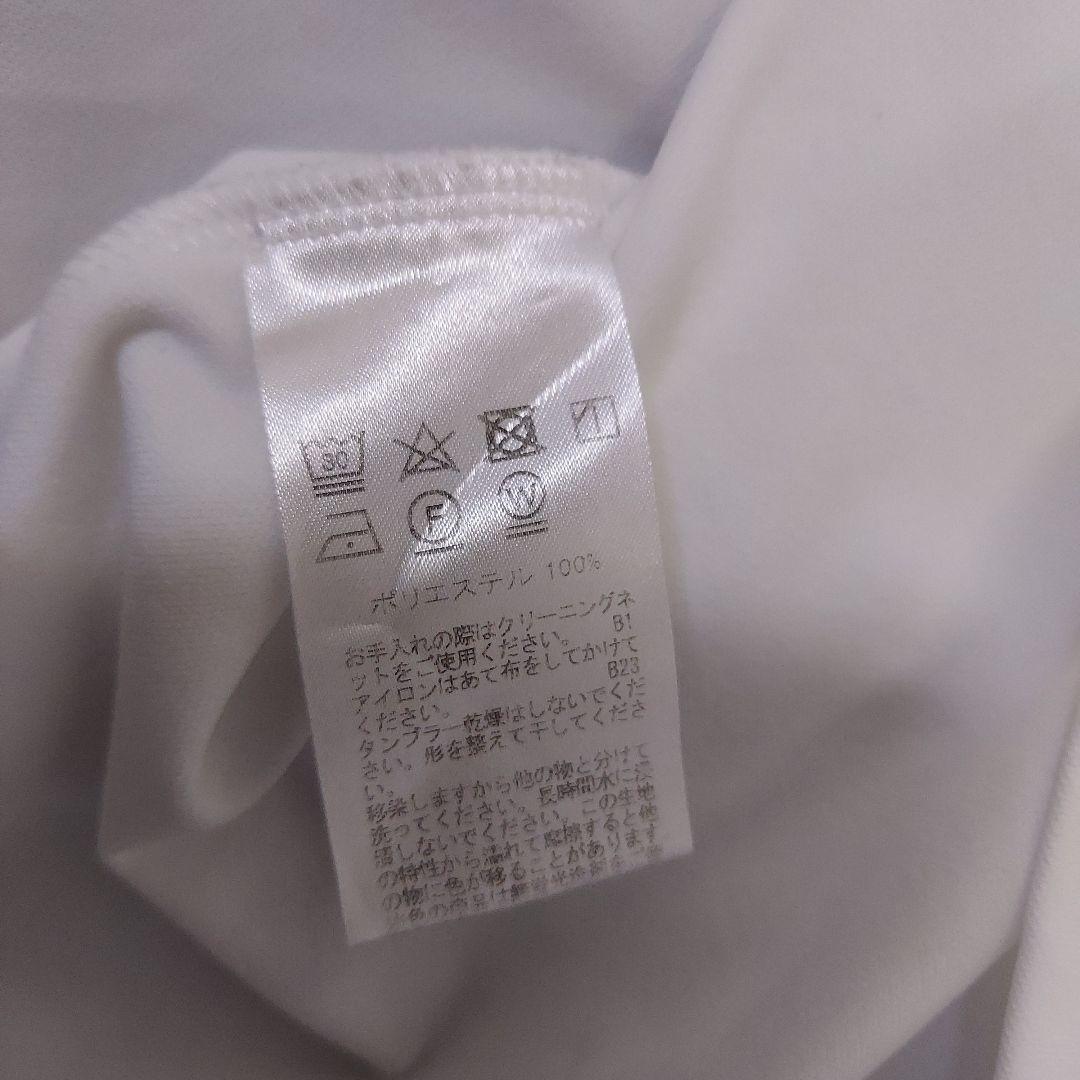 30
F
W
ポリエステル 100%
お手入れの際はクリーニングネ
ットをご使用ください。 B1
アイロンはあて布をしてかけて
ください。 B23
タンブラー乾燥はしないでくだ
さい。形を整えて干してくださ
い。
移染しますから他の物と分けて
洗ってください。長時間水に浸
漬しないでください。この生地
の特性から濡れて摩擦すると他
の物に色が移ることがあります